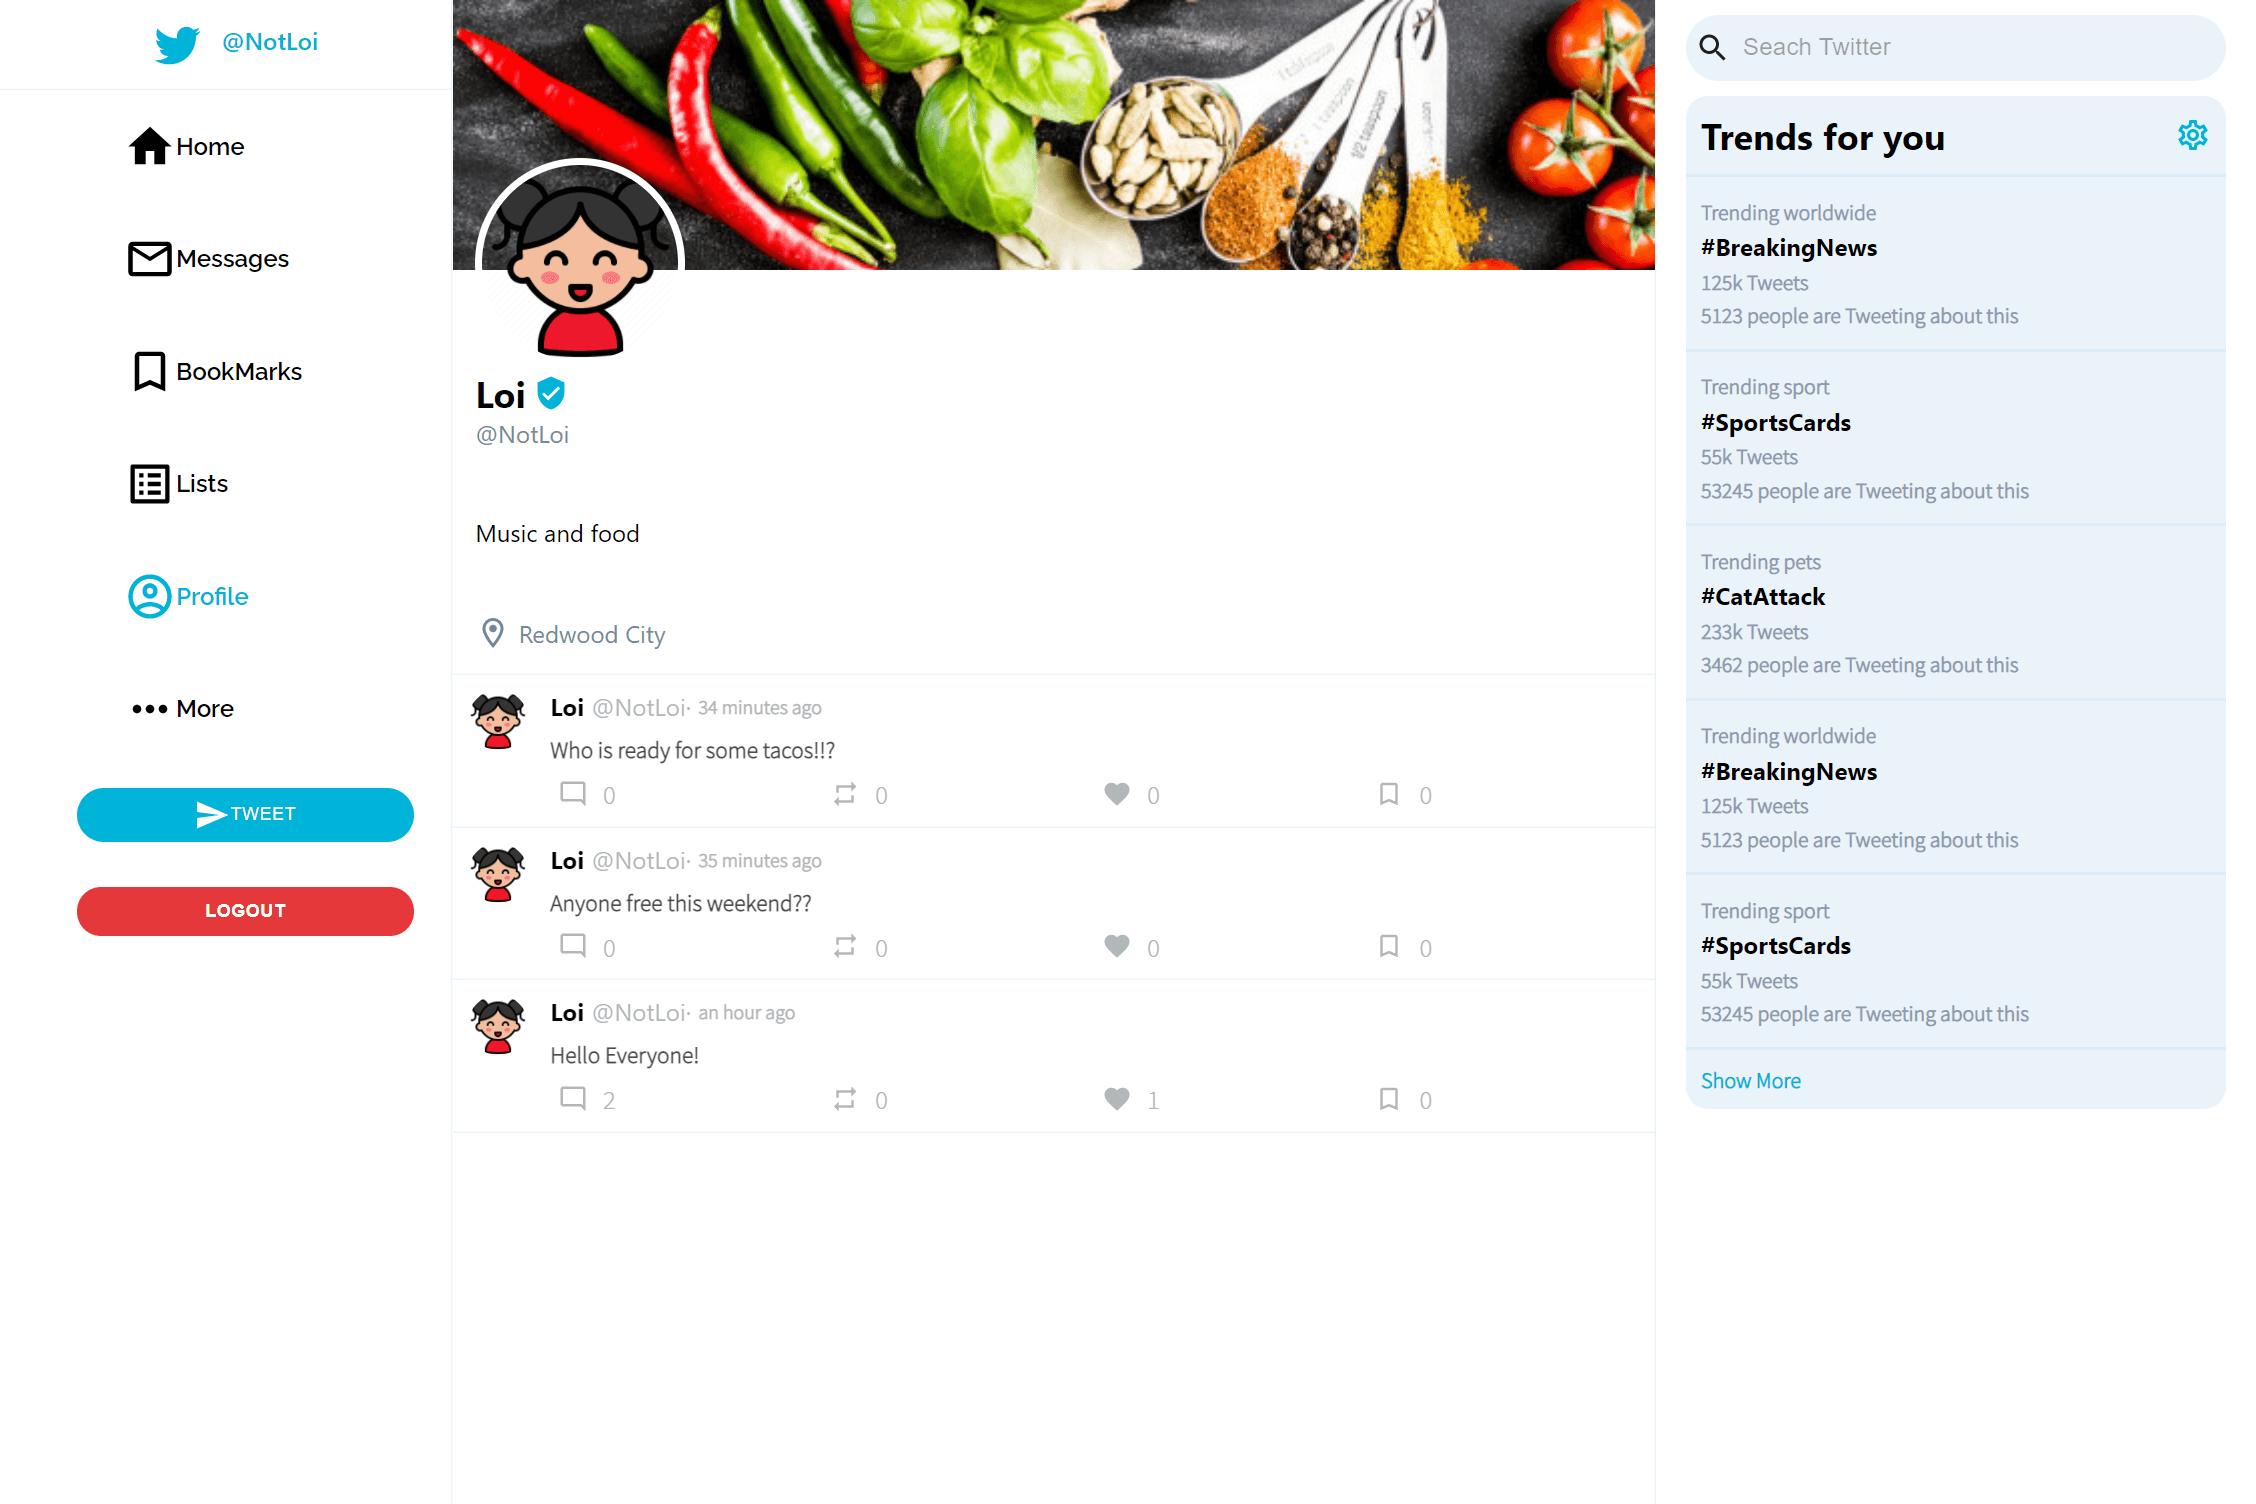 @NotLoi
Home
Messages
BookMarks
Lists
Profile
More
TWEET
LOGOUT
1/2 teaspoon
Loi
@NotLoi
Music and food
Redwood City
Loi @NotLoi· 34 minutes ago
Who is ready for some tacos!!?
0 0 0 0
Loi @NotLoi· 35 minutes ago
Anyone free this weekend??
0 0 0 0
Loi @NotLoi· an hour ago
Hello Everyone!
2 0 1 0
Seach Twitter
Trends for you
Trending worldwide
#BreakingNews
125k Tweets
5123 people are Tweeting about this
Trending sport
#SportsCards
55k Tweets
53245 people are Tweeting about this
Trending pets
#CatAttack
233k Tweets
3462 people are Tweeting about this
Trending worldwide
#BreakingNews
125k Tweets
5123 people are Tweeting about this
Trending sport
#SportsCards
55k Tweets
53245 people are Tweeting about this
Show More